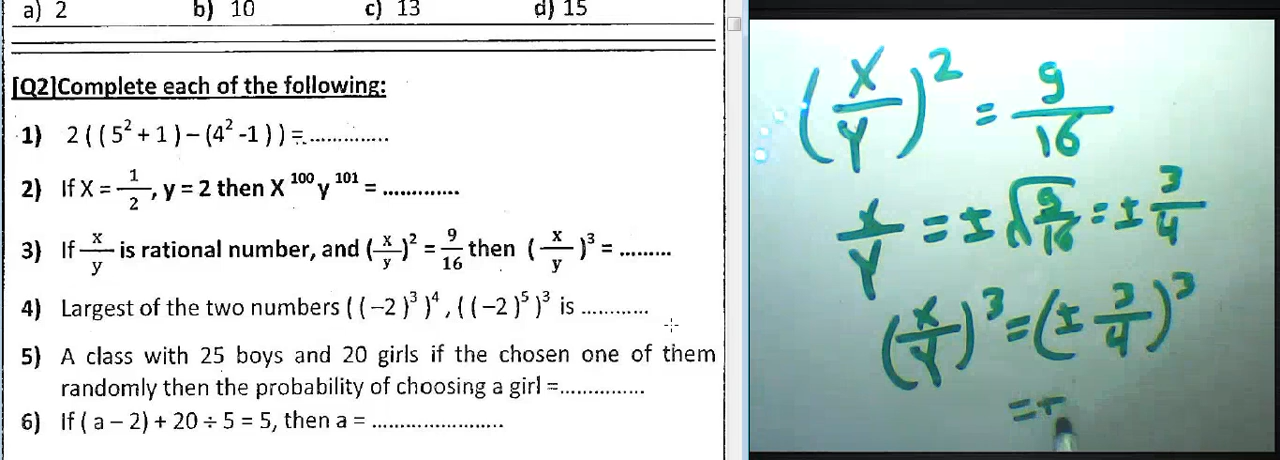 a) 2 b) 10 c) 13 d) 15
[Q2]Complete each of the following:
1) 2 ( ( 5² + 1 ) – (4² -1 ) ) = ..............
2) If X = 1/2 , y = 2 then X ¹⁰⁰ y ¹⁰¹ = .............
3) If x/y is rational number, and ( x/y )² = 9/16 then ( x/y )³ = .........
4) Largest of the two numbers ( ( –2 )³ )⁴ , ( ( –2 )⁵ )³ is ............
5) A class with 25 boys and 20 girls if the chosen one of them
randomly then the probability of choosing a girl =...............
6) If ( a – 2) + 20 ÷ 5 = 5, then a = .......................
(X/Y)² = 9/16
x/Y = ± √9/16 = ± 3/4
(x/Y)³ = (± 3/4)³
= ±